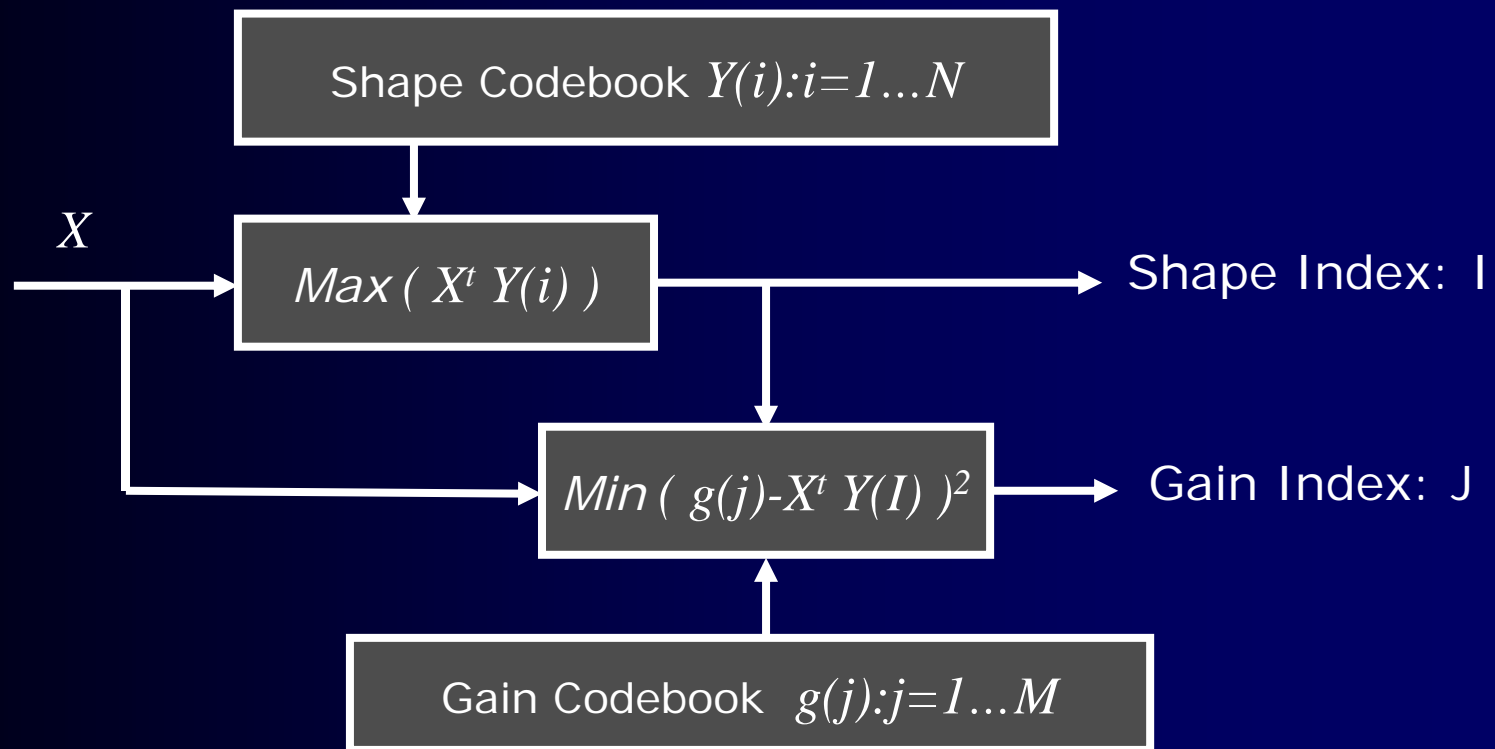 Shape Codebook Y(i):i=1...N
X
Max ( Xᵗ Y(i) )
Shape Index: I
Min ( g(j)-Xᵗ Y(I) )²
Gain Index: J
Gain Codebook g(j):j=1...M